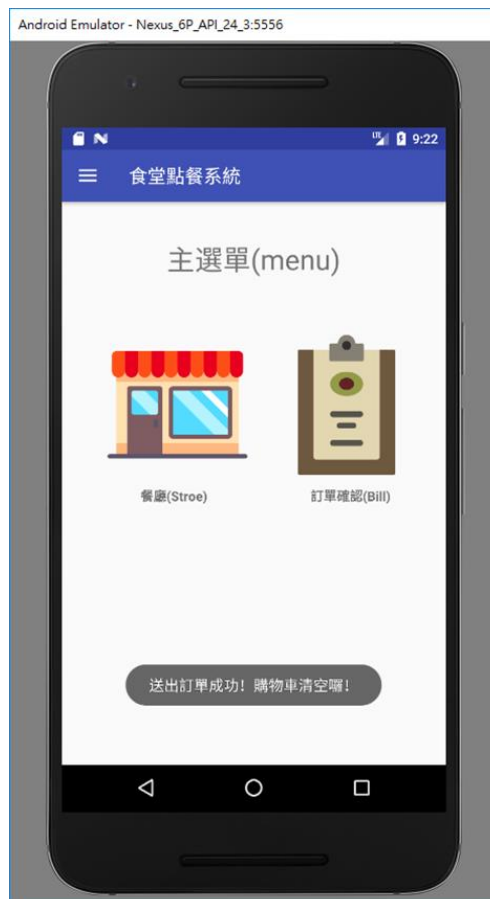 Android Emulator - Nexus_6P_API_24_3:5556
LTE 9:22
食堂點餐系統
主選單(menu)
餐廳(Stroe)
訂單確認(Bill)
送出訂單成功! 購物車清空囉!